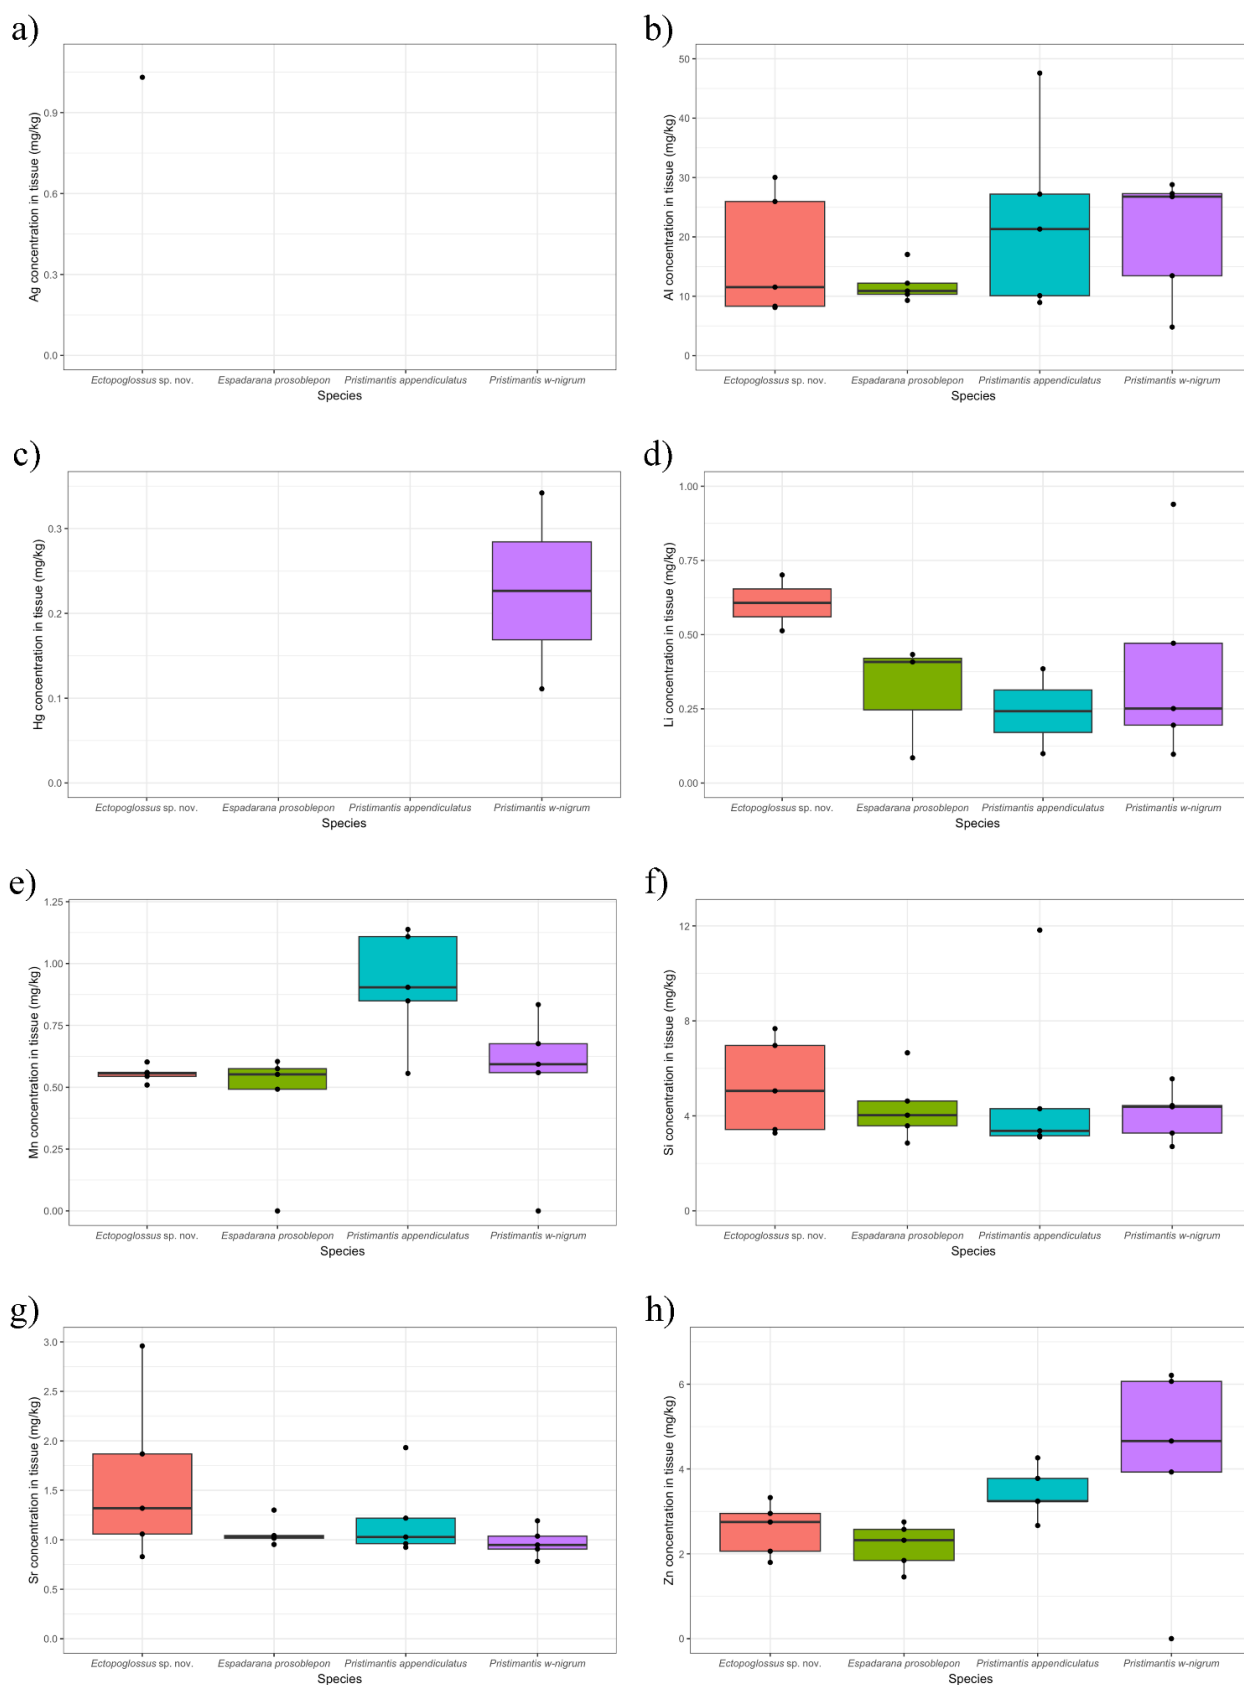 a)
Ag concentration in tissue (mg/kg)
0.9
0.6
0.3
0.0
Ectopoglossus sp. nov. Espadarana prosoblepon Pristimantis appendiculatus Pristimantis w-nigrum
Species
b)
Al concentration in tissue (mg/kg)
50
40
30
20
10
0
Ectopoglossus sp. nov. Espadarana prosoblepon Pristimantis appendiculatus Pristimantis w-nigrum
Species
c)
Hg concentration in tissue (mg/kg)
0.3
0.2
0.1
0.0
Ectopoglossus sp. nov. Espadarana prosoblepon Pristimantis appendiculatus Pristimantis w-nigrum
Species
d)
Li concentration in tissue (mg/kg)
1.00
0.75
0.50
0.25
0.00
Ectopoglossus sp. nov. Espadarana prosoblepon Pristimantis appendiculatus Pristimantis w-nigrum
Species
e)
Mn concentration in tissue (mg/kg)
1.25
1.00
0.75
0.50
0.25
0.00
Ectopoglossus sp. nov. Espadarana prosoblepon Pristimantis appendiculatus Pristimantis w-nigrum
Species
f)
Si concentration in tissue (mg/kg)
12
8
4
0
Ectopoglossus sp. nov. Espadarana prosoblepon Pristimantis appendiculatus Pristimantis w-nigrum
Species
g)
Sr concentration in tissue (mg/kg)
3.0
2.5
2.0
1.5
1.0
0.5
0.0
Ectopoglossus sp. nov. Espadarana prosoblepon Pristimantis appendiculatus Pristimantis w-nigrum
Species
h)
Zn concentration in tissue (mg/kg)
6
4
2
0
Ectopoglossus sp. nov. Espadarana prosoblepon Pristimantis appendiculatus Pristimantis w-nigrum
Species